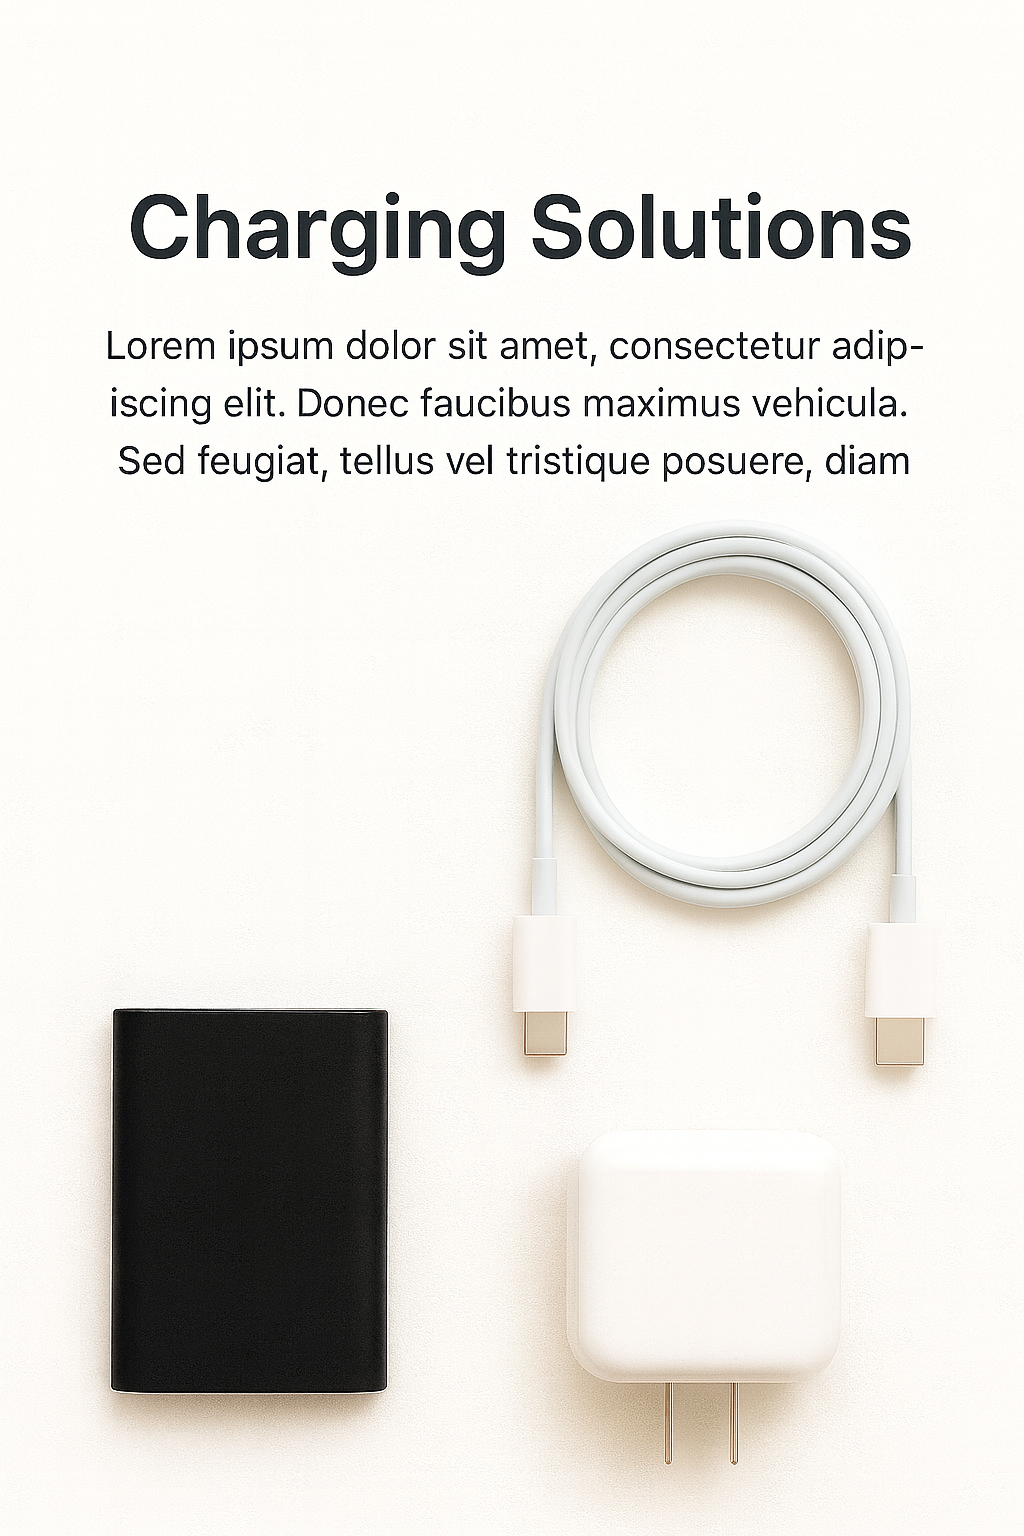 Charging Solutions
Lorem ipsum dolor sit amet, consectetur adip-
iscing elit. Donec faucibus maximus vehicula.
Sed feugiat, tellus vel tristique posuere, diam